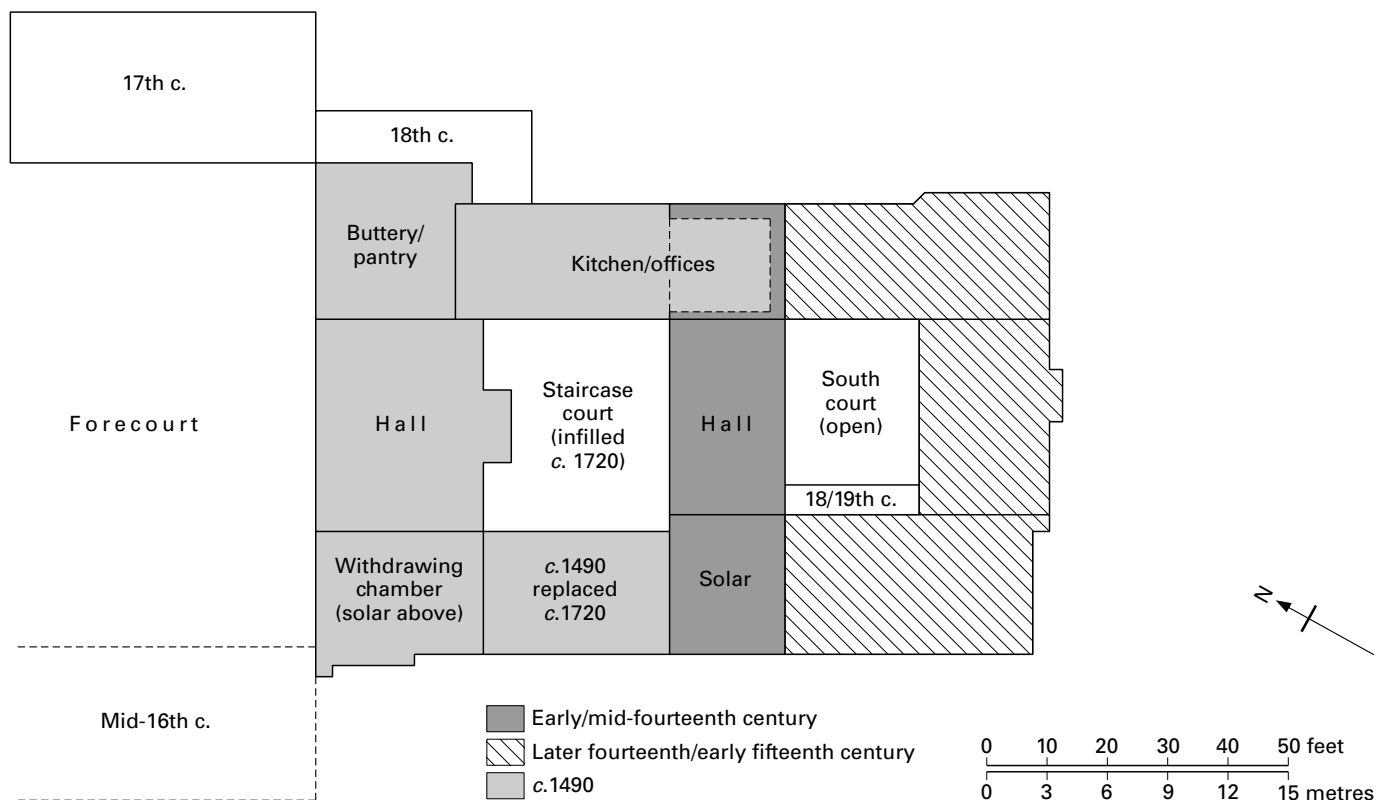 17th c.
18th c.
Buttery/
pantry
Kitchen/offices
Forecourt
Hall
Staircase
court
(infilled
c. 1720)
Hall
South
court
(open)
18/19th c.
Withdrawing
chamber
(solar above)
c.1490
replaced
c.1720
Solar
N
Mid-16th c.
Early/mid-fourteenth century
Later fourteenth/early fifteenth century
c.1490
0 10 20 30 40 50 feet
0 3 6 9 12 15 metres